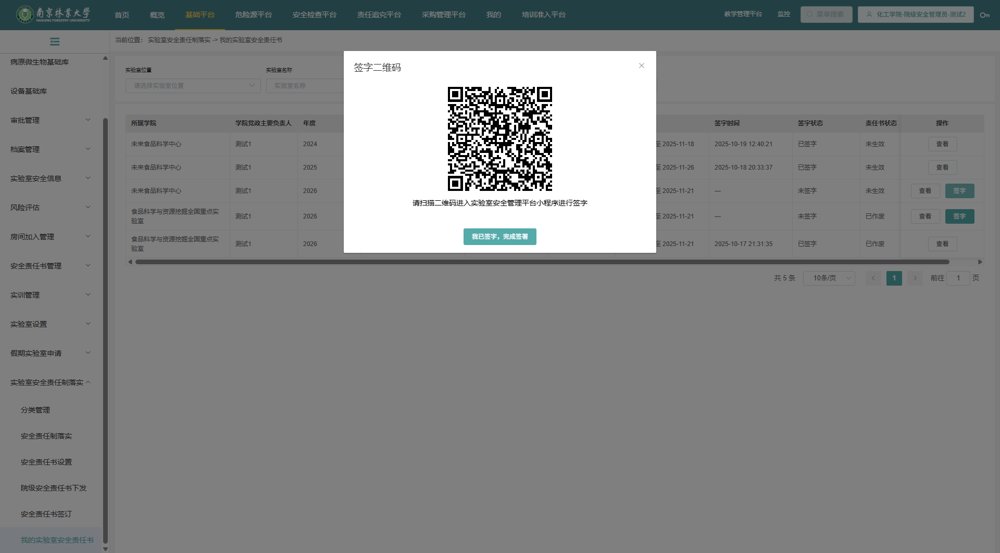 南京林業大學
NANJING FORESTRY UNIVERSITY
首页
概览
基础平台
危险源平台
安全检查平台
责任追究平台
采购管理平台
我的
培训准入平台
教学管理平台
监控
菜单搜索
化工学院-院级安全管理员-测试2
当前位置： 实验室安全责任制落实 -> 我的实验室安全责任书
病原微生物基础库
设备基础库
审批管理
档案管理
实验室安全信息
风险评估
房间加入管理
安全责任书管理
实训管理
实验室设置
假期实验室申请
实验室安全责任制落实
分类管理
安全责任制落实
安全责任书设置
院级安全责任书下发
安全责任书签订
我的实验室安全责任书
实验室位置
请选择实验室位置
实验室名称
实验室名称
所属学院 学院党政主要负责人 年度 签字时间 签字状态 责任书状态 操作
未来食品科学中心 测试1 2024 至 2025-11-18 2025-10-19 12:40:21 已签字 未生效 查看
未来食品科学中心 测试1 2025 至 2025-11-26 2025-10-18 20:33:37 已签字 未生效 查看
未来食品科学中心 测试1 2026 至 2025-11-21 — 未签字 未生效 查看 签字
食品科学与资源挖掘全国重点实
验室 测试1 2026 至 2025-11-21 — 未签字 已作废 查看 签字
食品科学与资源挖掘全国重点实
验室 测试1 2026 至 2025-11-21 2025-10-17 21:31:35 已签字 已作废 查看
共 5 条 10条/页 1 前往 1 页
签字二维码
请扫描二维码进入实验室安全管理平台小程序进行签字
我已签字，完成签署